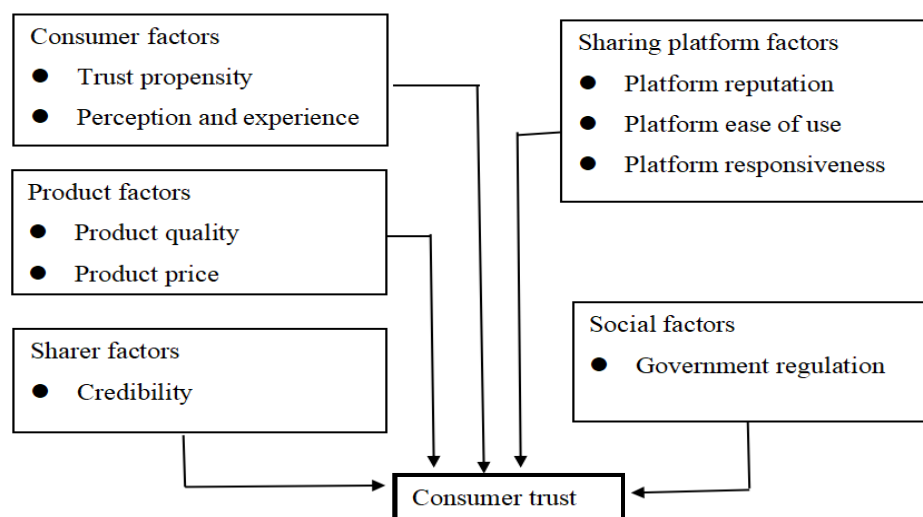 Consumer factors
● Trust propensity
● Perception and experience
Product factors
● Product quality
● Product price
Sharer factors
● Credibility
Sharing platform factors
● Platform reputation
● Platform ease of use
● Platform responsiveness
Social factors
● Government regulation
Consumer trust